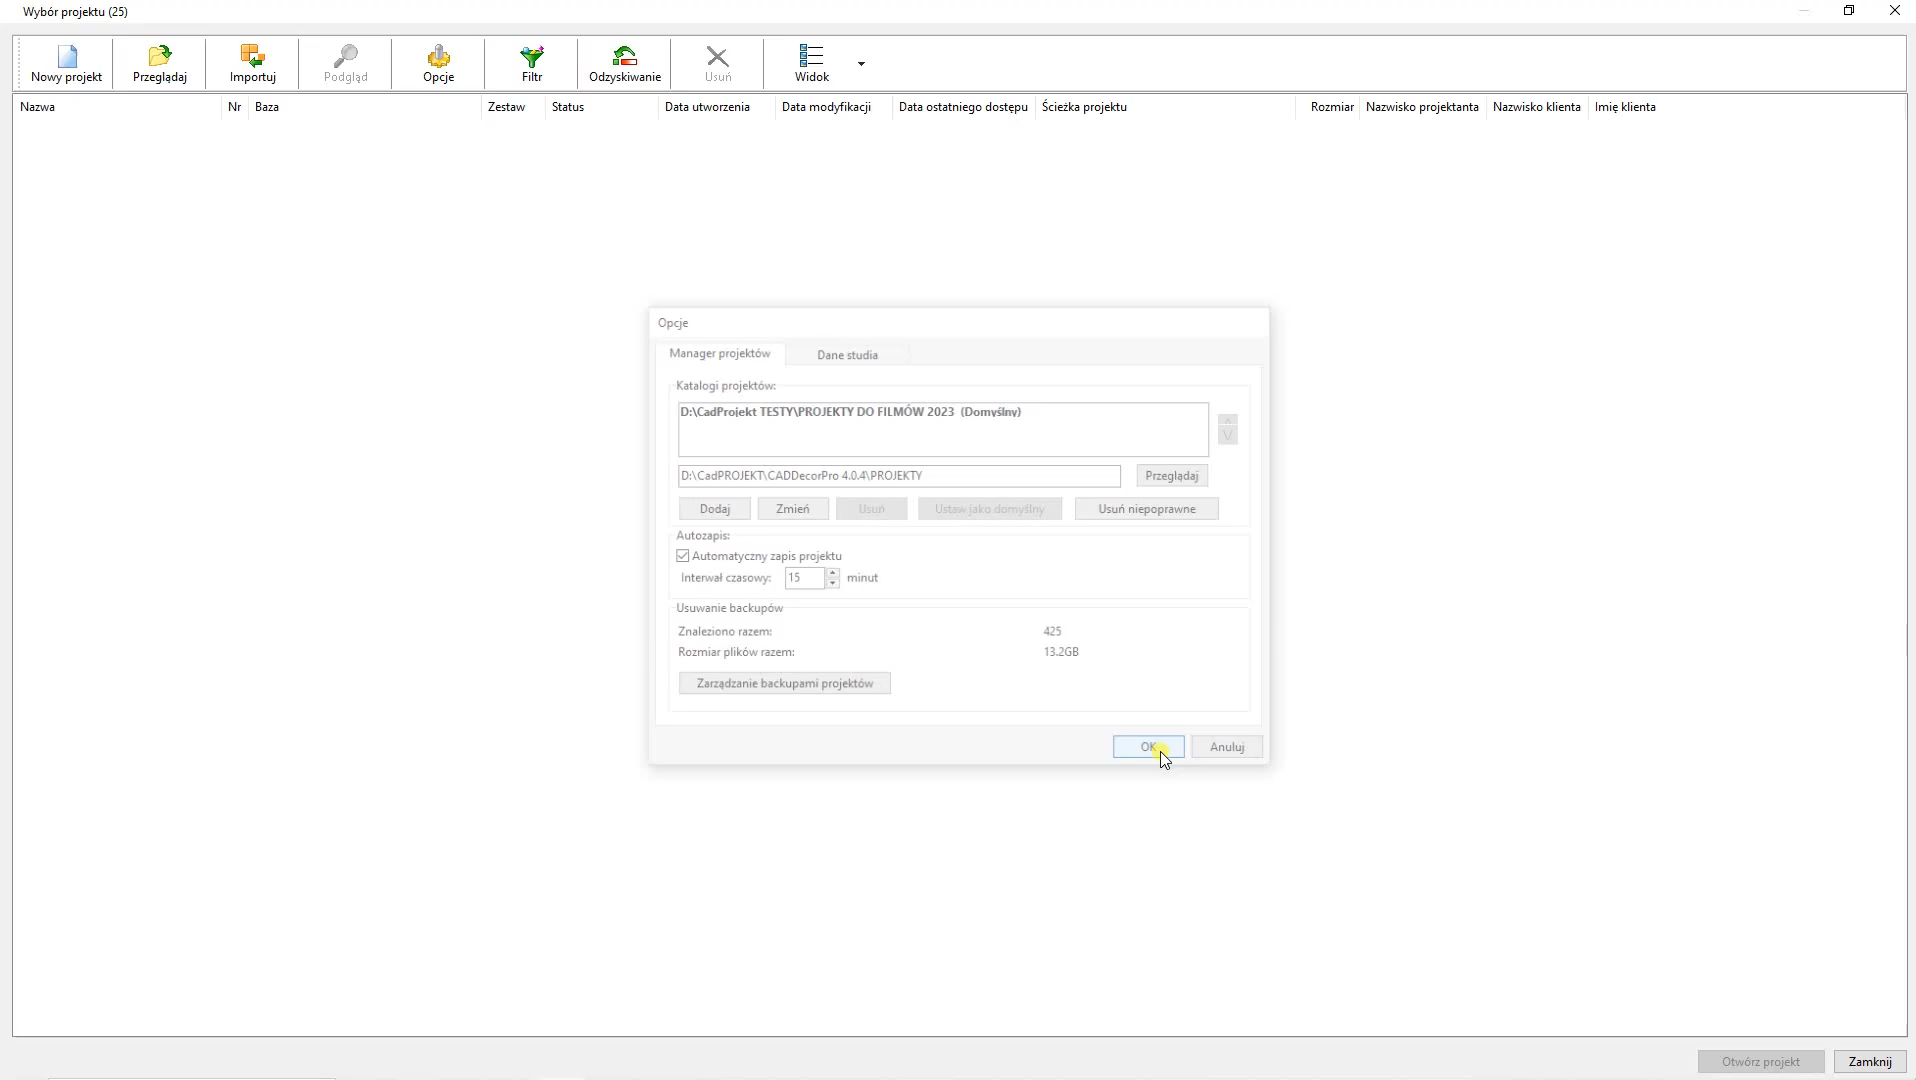 Wybór projektu (25)
Nowy projekt Przeglądaj Importuj Podgląd Opcje Filtr Odzyskiwanie Usuń Widok
Nazwa Nr Baza Zestaw Status Data utworzenia Data modyfikacji Data ostatniego dostępu Ścieżka projektu Rozmiar Nazwisko projektanta Nazwisko klienta Imię klienta
Opcje
Manager projektów Dane studia
Katalogi projektów:
D:\CadProjekt TESTY\PROJEKTY DO FILMÓW 2023 (Domyślny)
D:\CadPROJEKT\CADDecorPro 4.0.4\PROJEKTY Przeglądaj
Dodaj Zmień Usuń Ustaw jako domyślny Usuń niepoprawne
Autozapis:
Automatyczny zapis projektu
Interwał czasowy: 15 minut
Usuwanie backupów
Znaleziono razem: 425
Rozmiar plików razem: 13.2GB
Zarządzanie backupami projektów
OK Anuluj
Otwórz projekt Zamknij